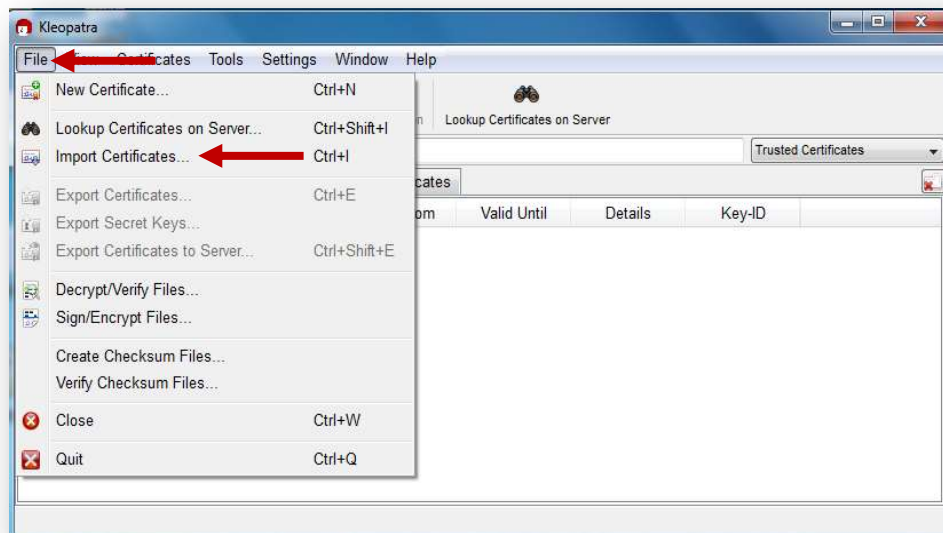 Kleopatra
File View Certificates Tools Settings Window Help
New Certificate... Ctrl+N
Lookup Certificates on Server... Ctrl+Shift+I
Import Certificates... Ctrl+I
Export Certificates... Ctrl+E
Export Secret Keys...
Export Certificates to Server... Ctrl+Shift+E
Decrypt/Verify Files...
Sign/Encrypt Files...
Create Checksum Files...
Verify Checksum Files...
Close Ctrl+W
Quit Ctrl+Q
Lookup Certificates on Server
Trusted Certificates
Valid Until Details Key-ID